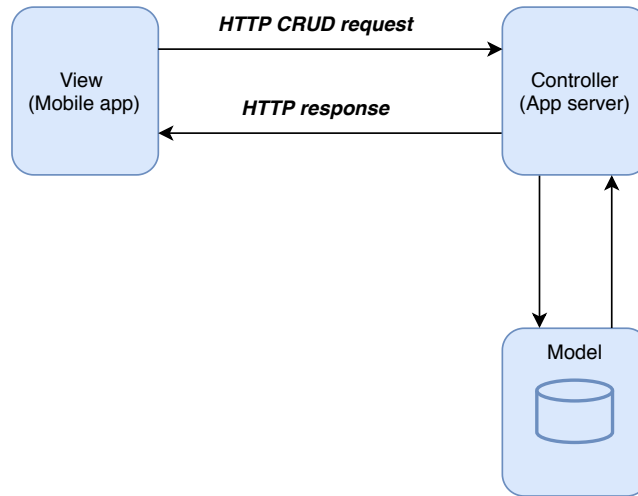 HTTP CRUD request
View
(Mobile app)
Controller
(App server)
HTTP response
Model